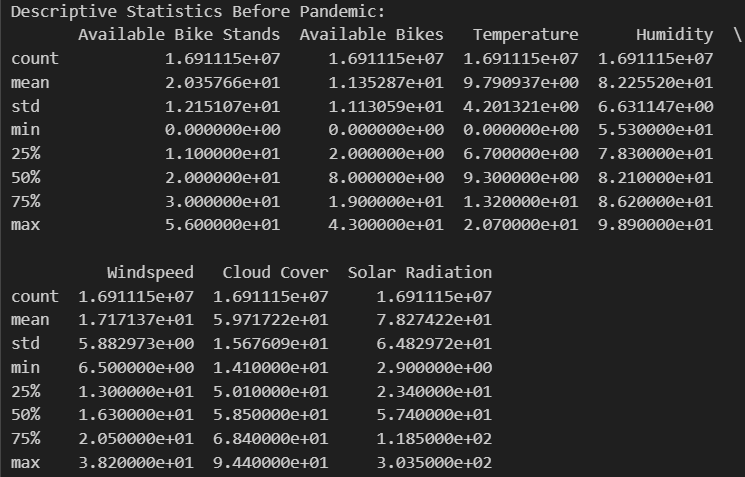 Descriptive Statistics Before Pandemic:
       Available Bike Stands  Available Bikes   Temperature      Humidity  \
count           1.691115e+07     1.691115e+07  1.691115e+07  1.691115e+07
mean            2.035766e+01     1.135287e+01  9.790937e+00  8.225520e+01
std             1.215107e+01     1.113059e+01  4.201321e+00  6.631147e+00
min             0.000000e+00     0.000000e+00  0.000000e+00  5.530000e+01
25%             1.100000e+01     2.000000e+00  6.700000e+00  7.830000e+01
50%             2.000000e+01     8.000000e+00  9.300000e+00  8.210000e+01
75%             3.000000e+01     1.900000e+01  1.320000e+01  8.620000e+01
max             5.600000e+01     4.300000e+01  2.070000e+01  9.890000e+01

          Windspeed   Cloud Cover  Solar Radiation
count  1.691115e+07  1.691115e+07     1.691115e+07
mean   1.717137e+01  5.971722e+01     7.827422e+01
std    5.882973e+00  1.567609e+01     6.482972e+01
min    6.500000e+00  1.410000e+01     2.900000e+00
25%    1.300000e+01  5.010000e+01     2.340000e+01
50%    1.630000e+01  5.850000e+01     5.740000e+01
75%    2.050000e+01  6.840000e+01     1.185000e+02
max    3.820000e+01  9.440000e+01     3.035000e+02